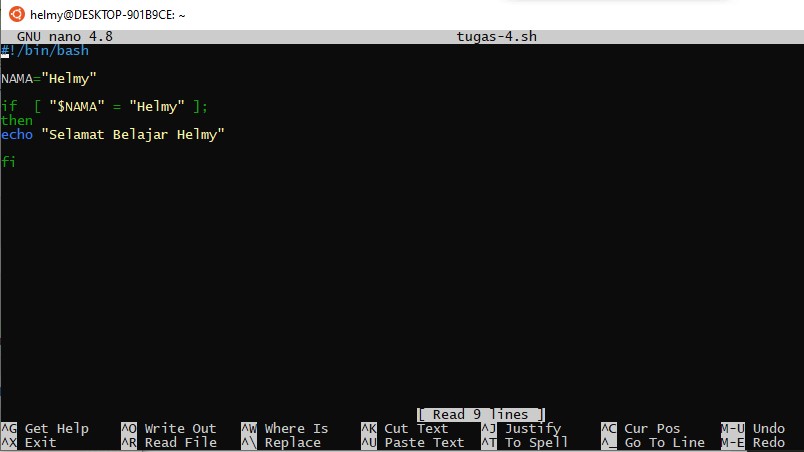 helmy@DESKTOP-901B9CE: ~
GNU nano 4.8 tugas-4.sh
#!/bin/bash
NAMA="Helmy"
if  [ "$NAMA" = "Helmy" ];
then
echo "Selamat Belajar Helmy"
fi
[ Read 9 lines ]
^G Get Help ^O Write Out ^W Where Is ^K Cut Text ^J Justify ^C Cur Pos M-U Undo
^X Exit ^R Read File ^\ Replace ^U Paste Text ^T To Spell ^_ Go To Line M-E Redo